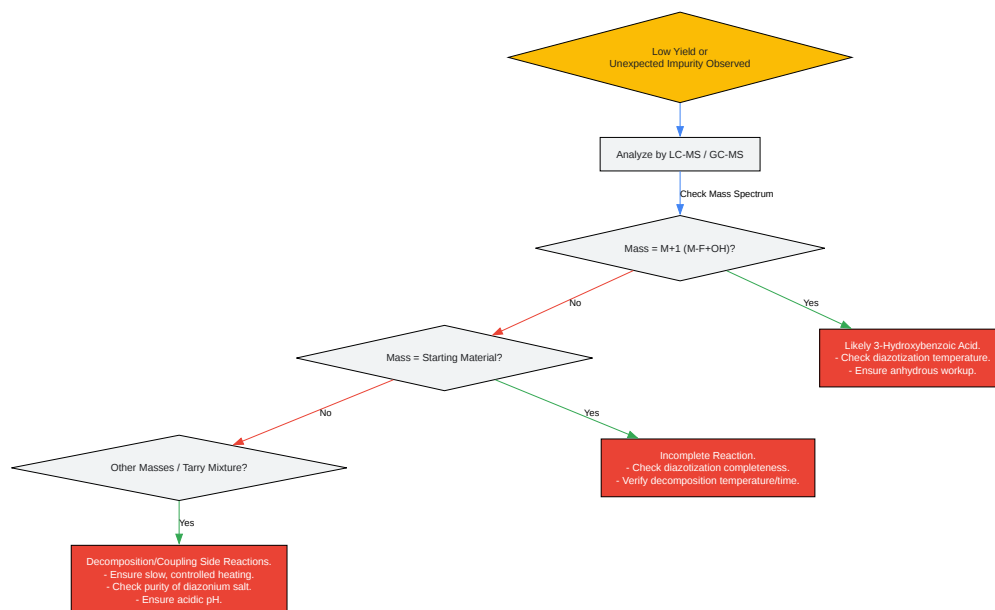 Low Yield or
Unexpected Impurity Observed
Analyze by LC-MS / GC-MS
Check Mass Spectrum
Mass = M+1 (M-F+OH)?
No
Yes
Likely 3-Hydroxybenzoic Acid.
- Check diazotization temperature.
- Ensure anhydrous workup.
Mass = Starting Material?
No
Yes
Incomplete Reaction.
- Check diazotization completeness.
- Verify decomposition temperature/time.
Other Masses / Tarry Mixture?
Yes
Decomposition/Coupling Side Reactions.
- Ensure slow, controlled heating.
- Check purity of diazonium salt.
- Ensure acidic pH.